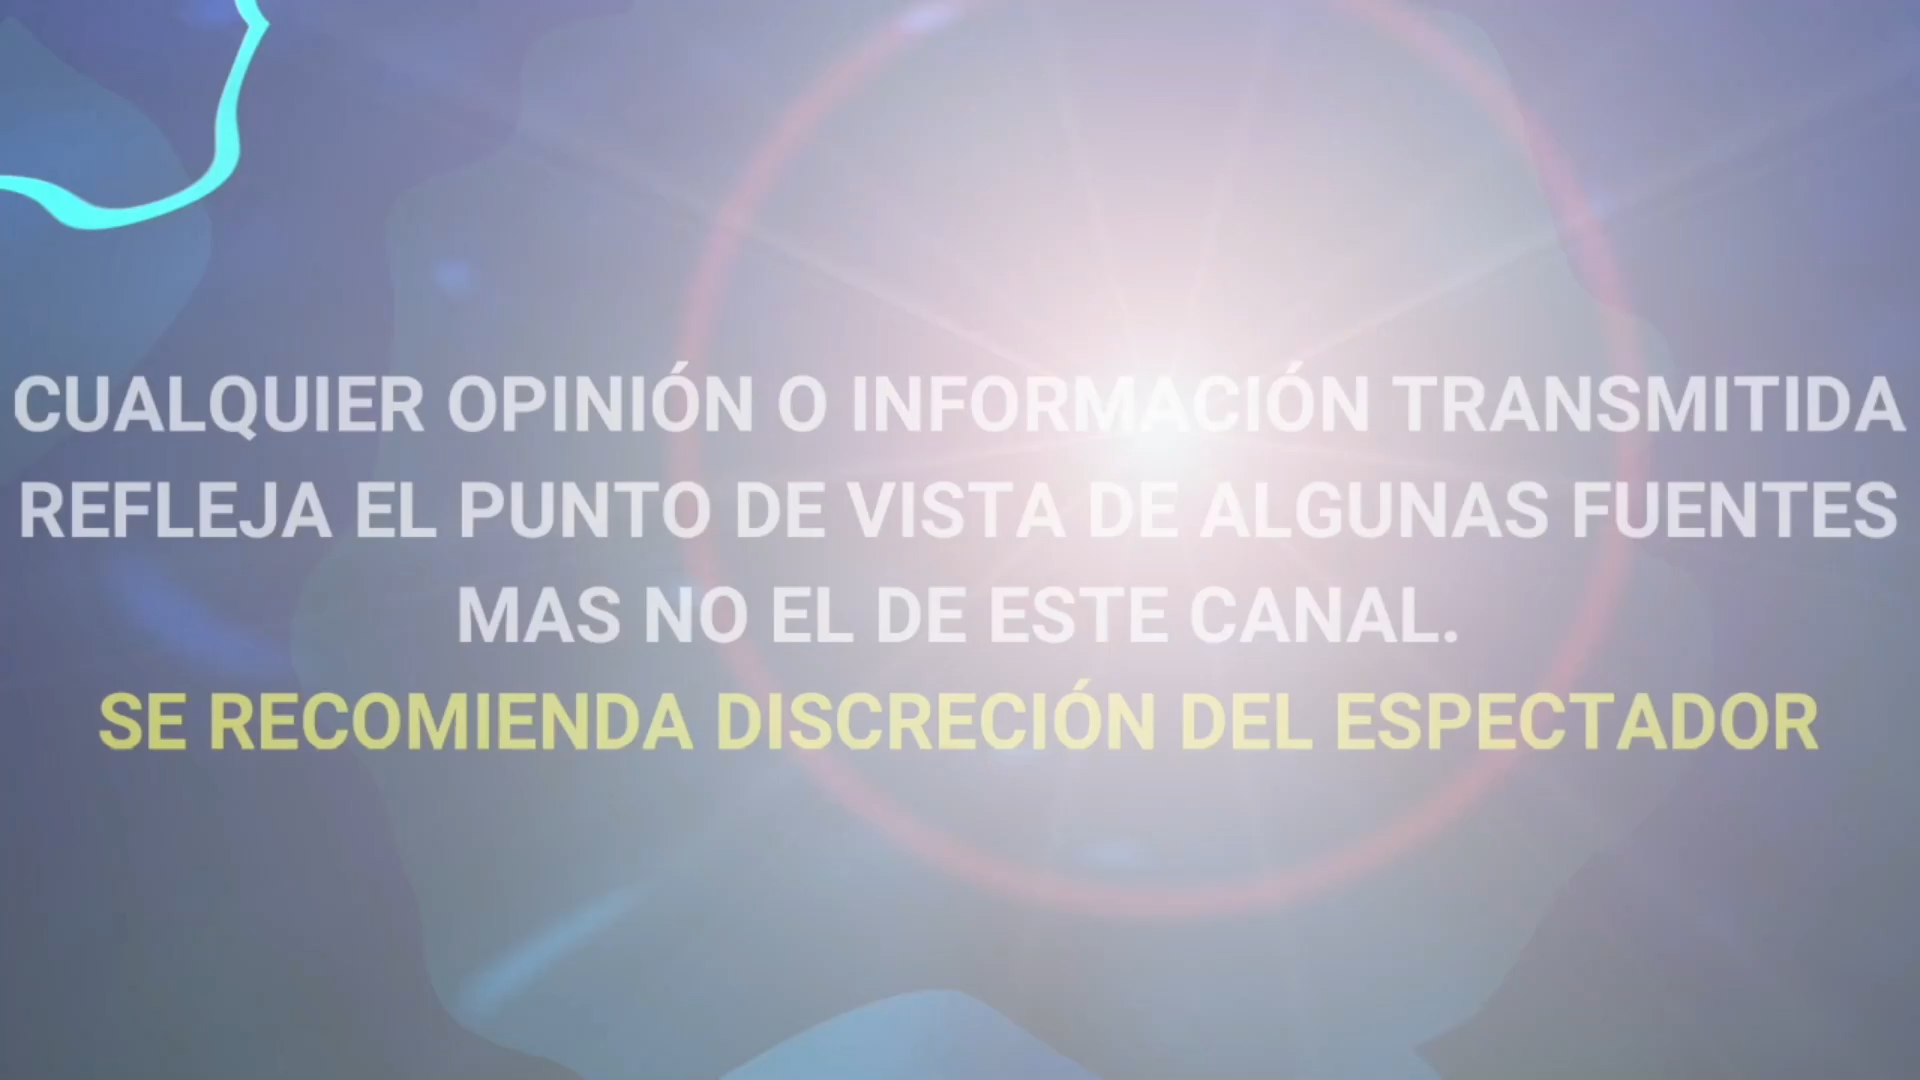 CUALQUIER OPINIÓN O INFORMACIÓN TRANSMITIDA
REFLEJA EL PUNTO DE VISTA DE ALGUNAS FUENTES
MAS NO EL DE ESTE CANAL.
SE RECOMIENDA DISCRECIÓN DEL ESPECTADOR